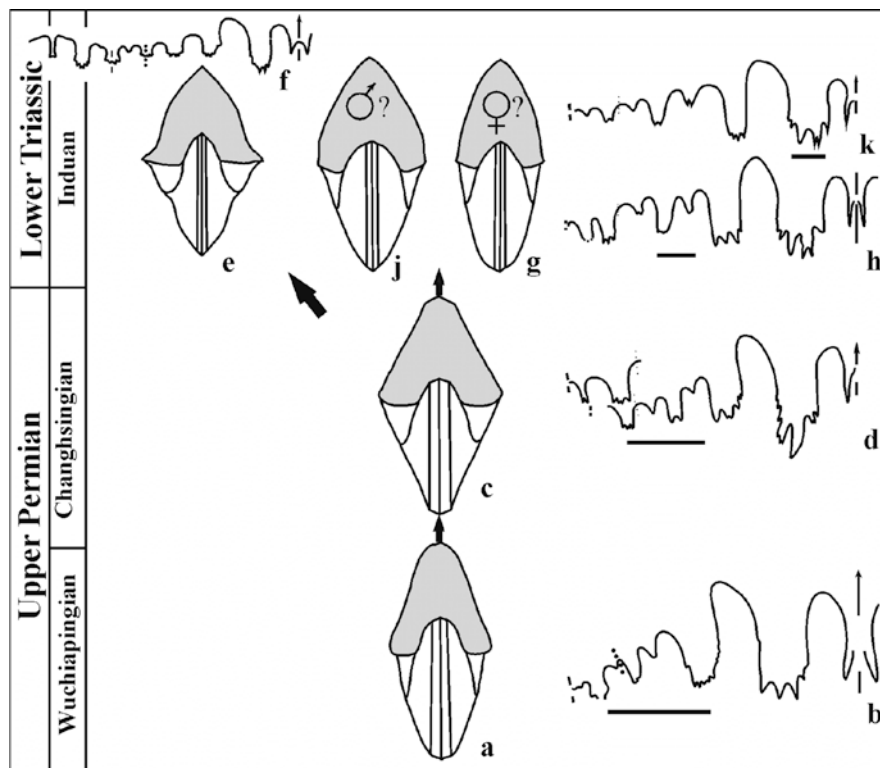 Lower Triassic
Induan
Upper Permian
Changhsingian
Wuchiapingian
f
♂?
♀?
k
e
j
g
h
c
d
a
b